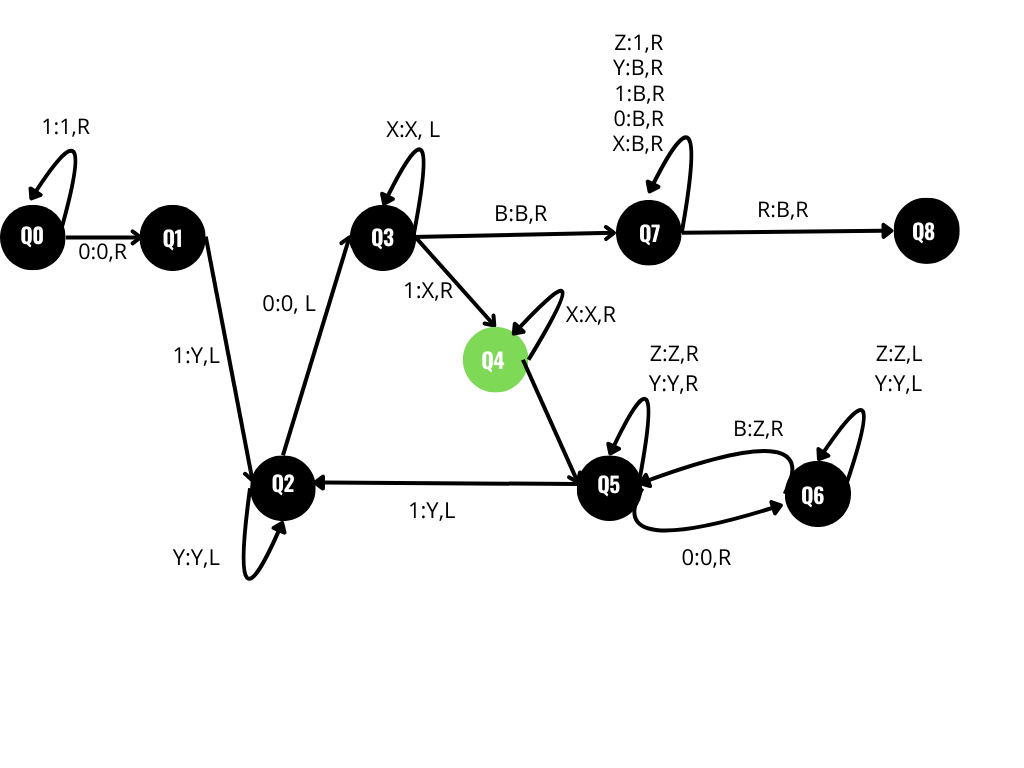 Z:1,R
Y:B,R
1:B,R
0:B,R
X:B,R
1:1,R
X:X, L
B:B,R
R:B,R
Q0
Q1
Q3
Q7
Q8
0:0,R
1:X,R
0:0, L
X:X,R
1:Y,L
Q4
Z:Z,R
Y:Y,R
Z:Z,L
Y:Y,L
B:Z,R
Q2
Q5
Q6
1:Y,L
Y:Y,L
0:0,R